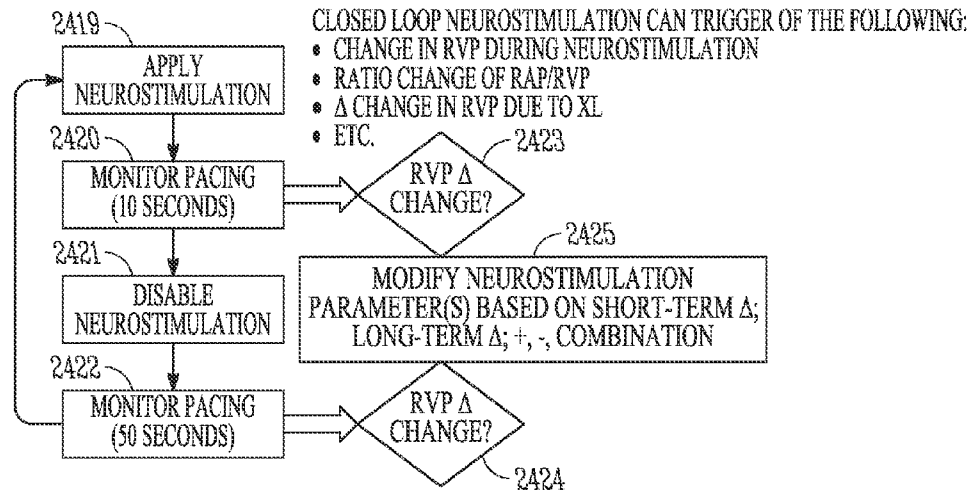 CLOSED LOOP NEUROSTIMULATION CAN TRIGGER OF THE FOLLOWING:
• CHANGE IN RVP DURING NEUROSTIMULATION
• RATIO CHANGE OF RAP/RVP
• Δ CHANGE IN RVP DUE TO XL
• ETC.
2419
APPLY
NEUROSTIMULATION
2420
MONITOR PACING
(10 SECONDS)
2423
RVP Δ
CHANGE?
2421
DISABLE
NEUROSTIMULATION
2425
MODIFY NEUROSTIMULATION
PARAMETER(S) BASED ON SHORT-TERM Δ;
LONG-TERM Δ; +, -, COMBINATION
2422
MONITOR PACING
(50 SECONDS)
RVP Δ
CHANGE?
2424